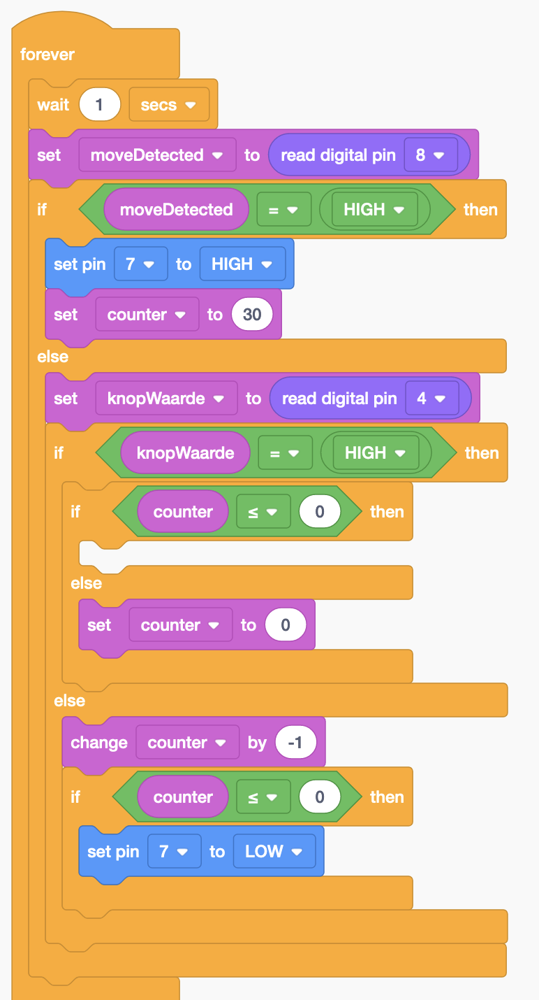 forever
wait 1 secs
set moveDetected to read digital pin 8
if moveDetected = HIGH then
set pin 7 to HIGH
set counter to 30
else
set knopWaarde to read digital pin 4
if knopWaarde = HIGH then
if counter ≤ 0 then
else
set counter to 0
else
change counter by -1
if counter ≤ 0 then
set pin 7 to LOW